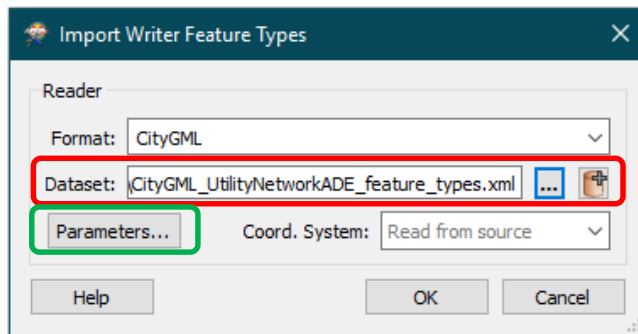 Import Writer Feature Types
Reader
Format: CityGML
Dataset: \CityGML_UtilityNetworkADE_feature_types.xml ...
Parameters... Coord. System: Read from source
Help OK Cancel